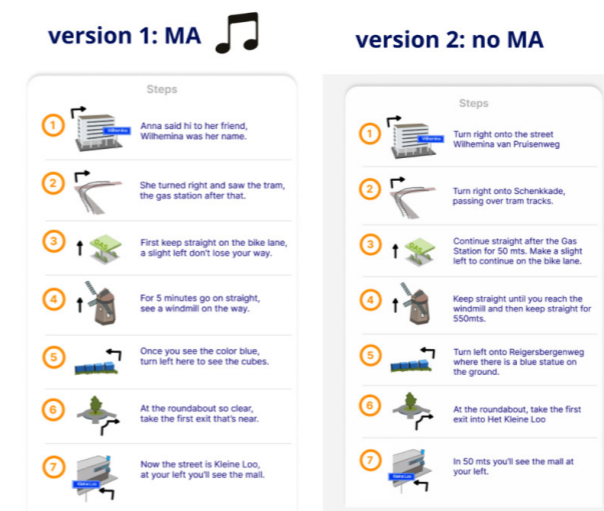 version 1: MA
Steps
1
Wilhemina
Anna said hi to her friend,
Wilhemina was her name.
2
She turned right and saw the tram,
the gas station after that.
3
GAS
First keep straight on the bike lane,
a slight left don't lose your way.
4
For 5 minutes go on straight,
see a windmill on the way.
5
Once you see the color blue,
turn left here to see the cubes.
6
At the roundabout so clear,
take the first exit that's near.
7
Kleine Loo
Now the street is Kleine Loo,
at your left you'll see the mall.
version 2: no MA
Steps
1
Wilhemina
Turn right onto the street
Wilhemina van Pruisenweg
2
Turn right onto Schenkkade,
passing over tram tracks.
3
GAS
Continue straight after the Gas
Station for 50 mts. Make a slight
left to continue on the bike lane.
4
Keep straight until you reach the
windmill and then keep straight for
550mts.
5
Turn left onto Reigersbergenweg
where there is a blue statue on
the ground.
6
At the roundabout, take the first
exit into Het Kleine Loo
7
Kleine Loo
In 50 mts you'll see the mall at
your left.